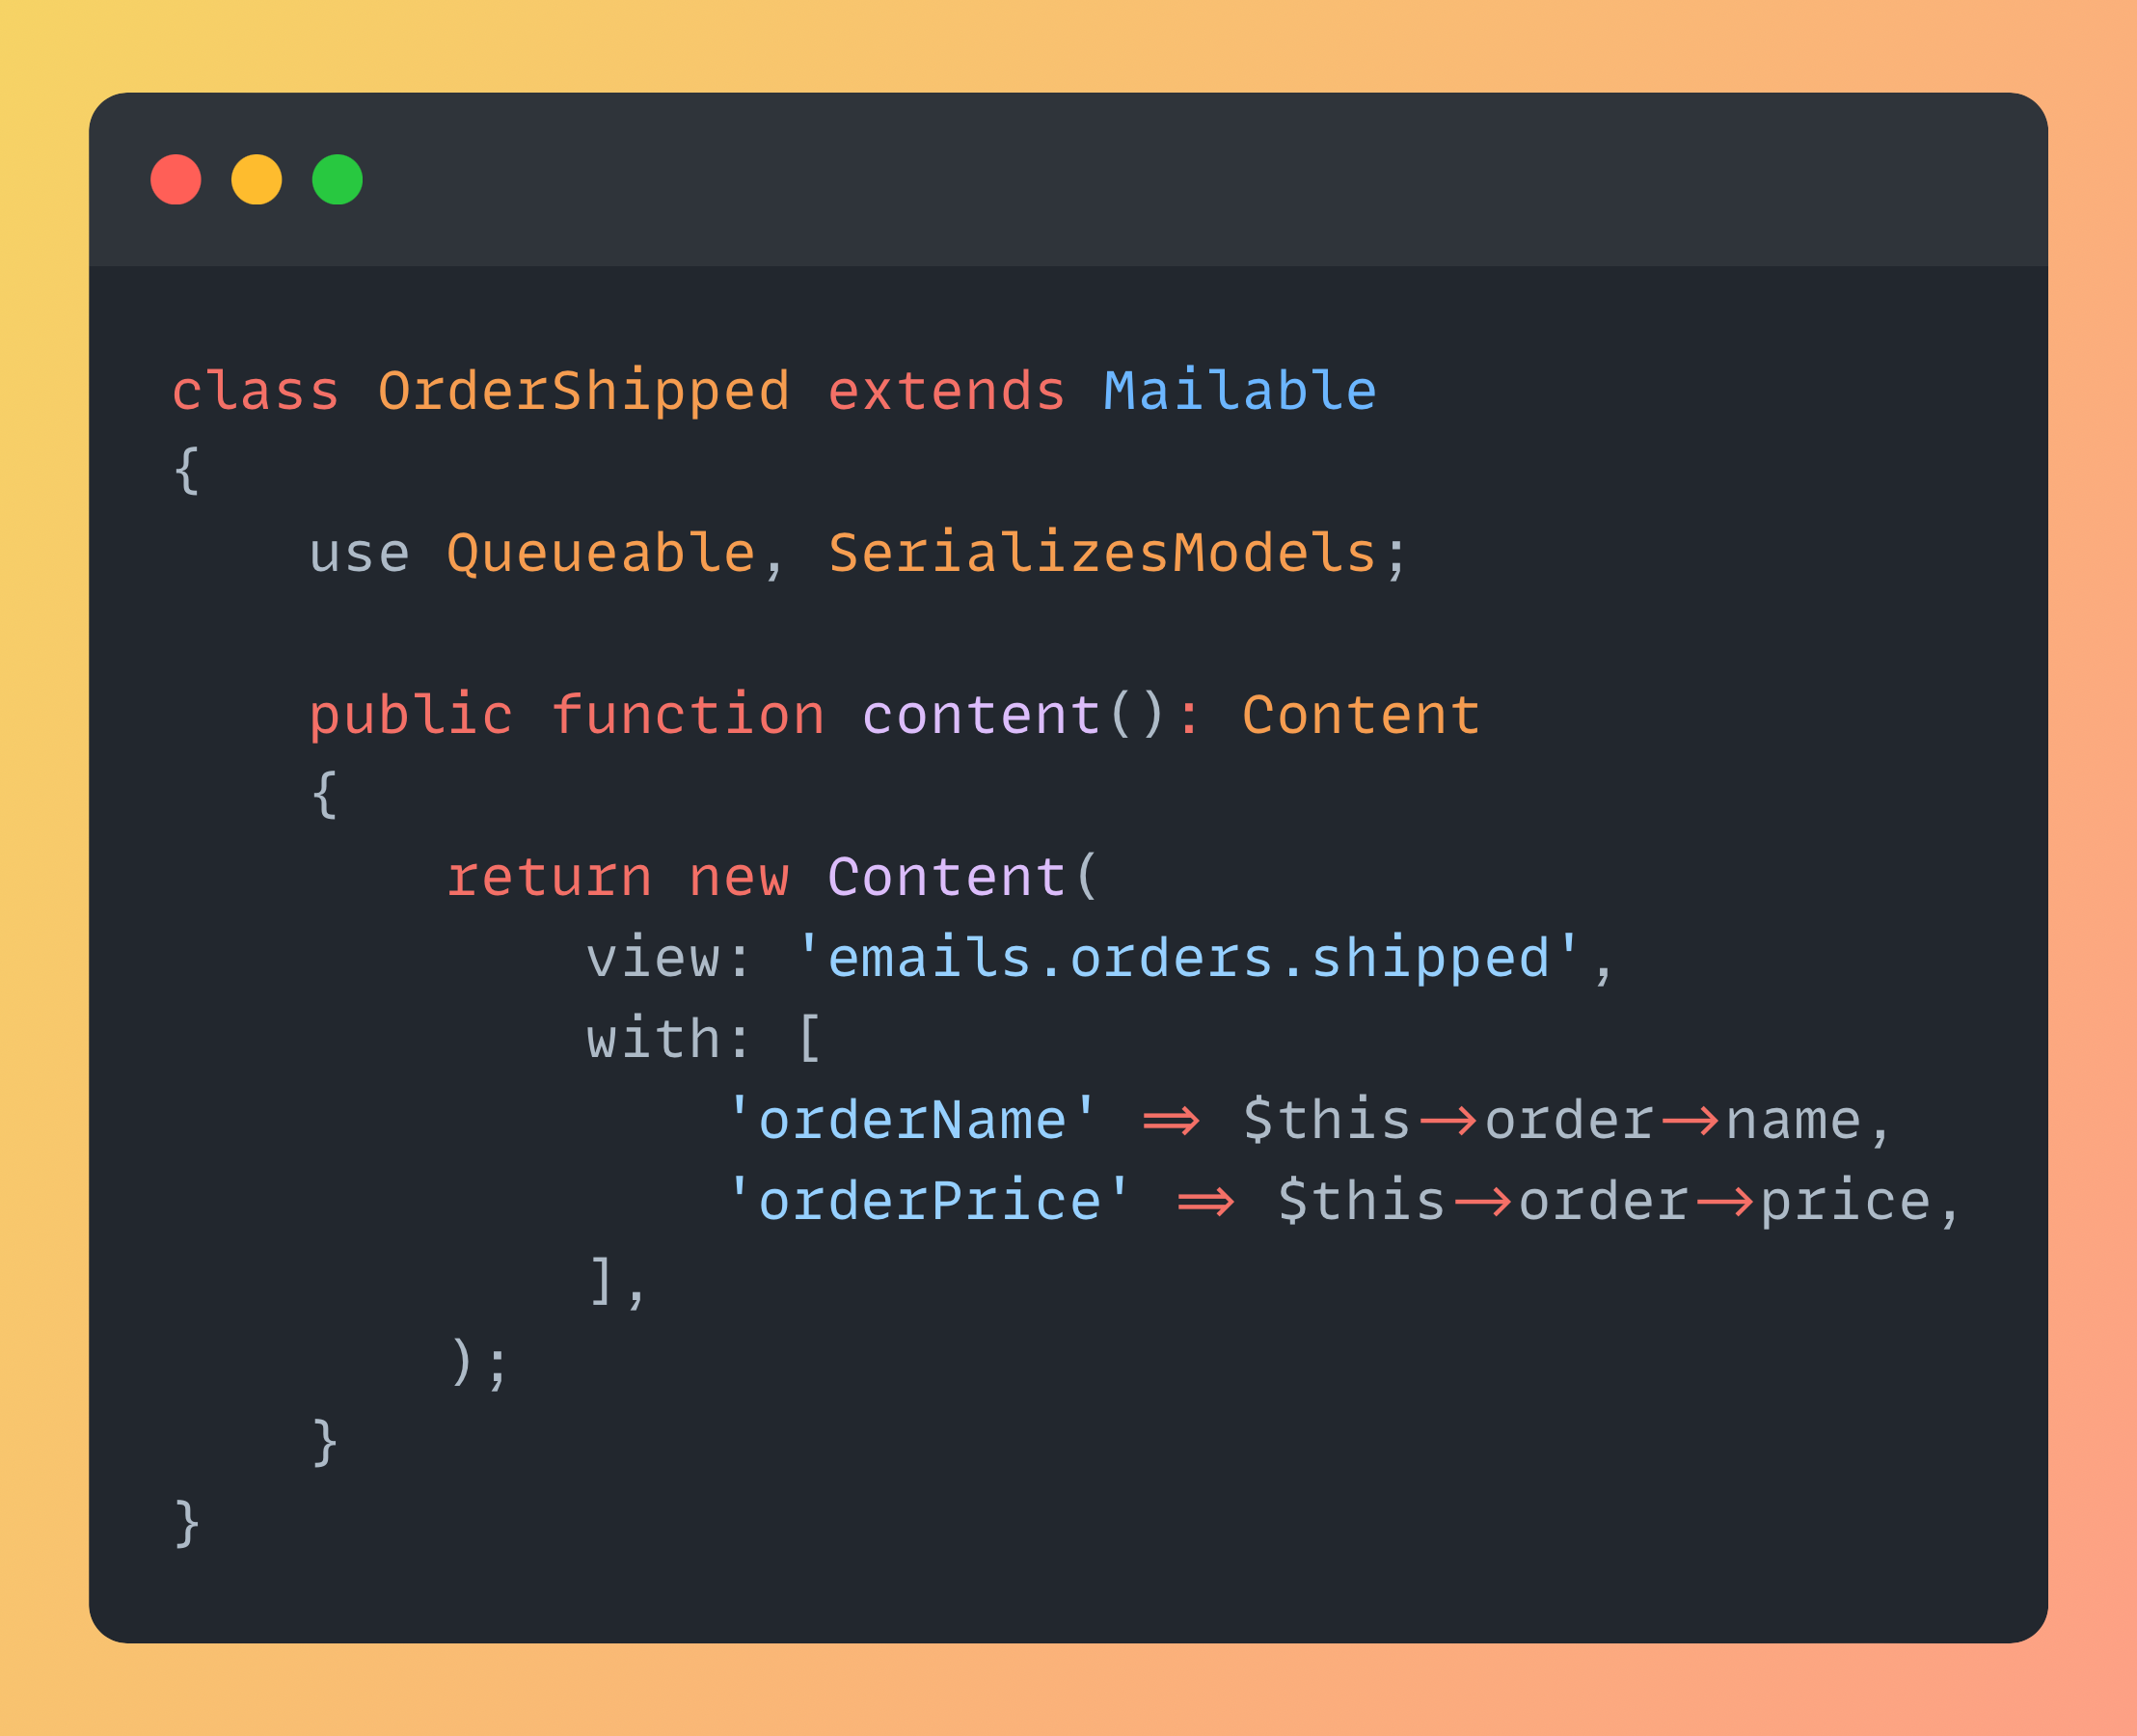 class OrderShipped extends Mailable
{
    use Queueable, SerializesModels;

    public function content(): Content
    {
        return new Content(
            view: 'emails.orders.shipped',
            with: [
                'orderName' => $this->order->name,
                'orderPrice' => $this->order->price,
            ],
        );
    }
}